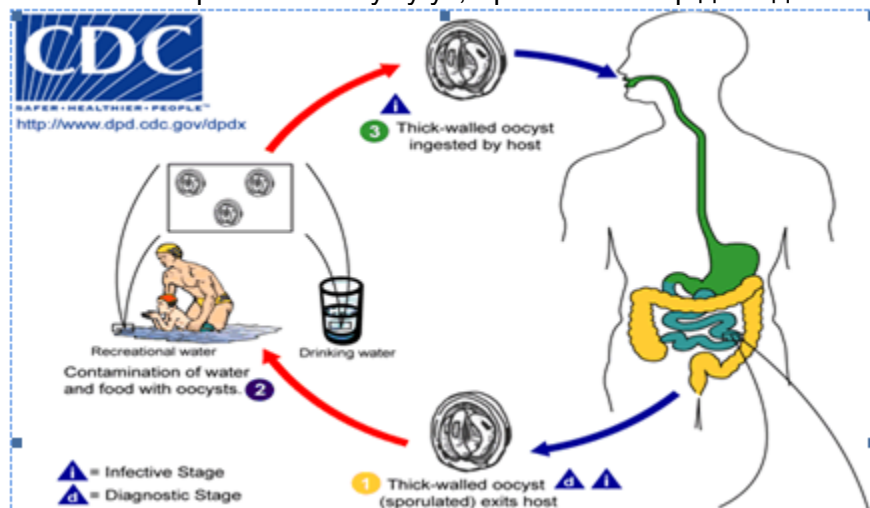 CDC
SAFER • HEALTHIER • PEOPLE™
http://www.dpd.cdc.gov/dpdx
i
3 Thick-walled oocyst
ingested by host
Recreational water
Drinking water
Contamination of water
and food with oocysts. 2
i = Infective Stage
d = Diagnostic Stage
1 Thick-walled oocyst d i
(sporulated) exits host